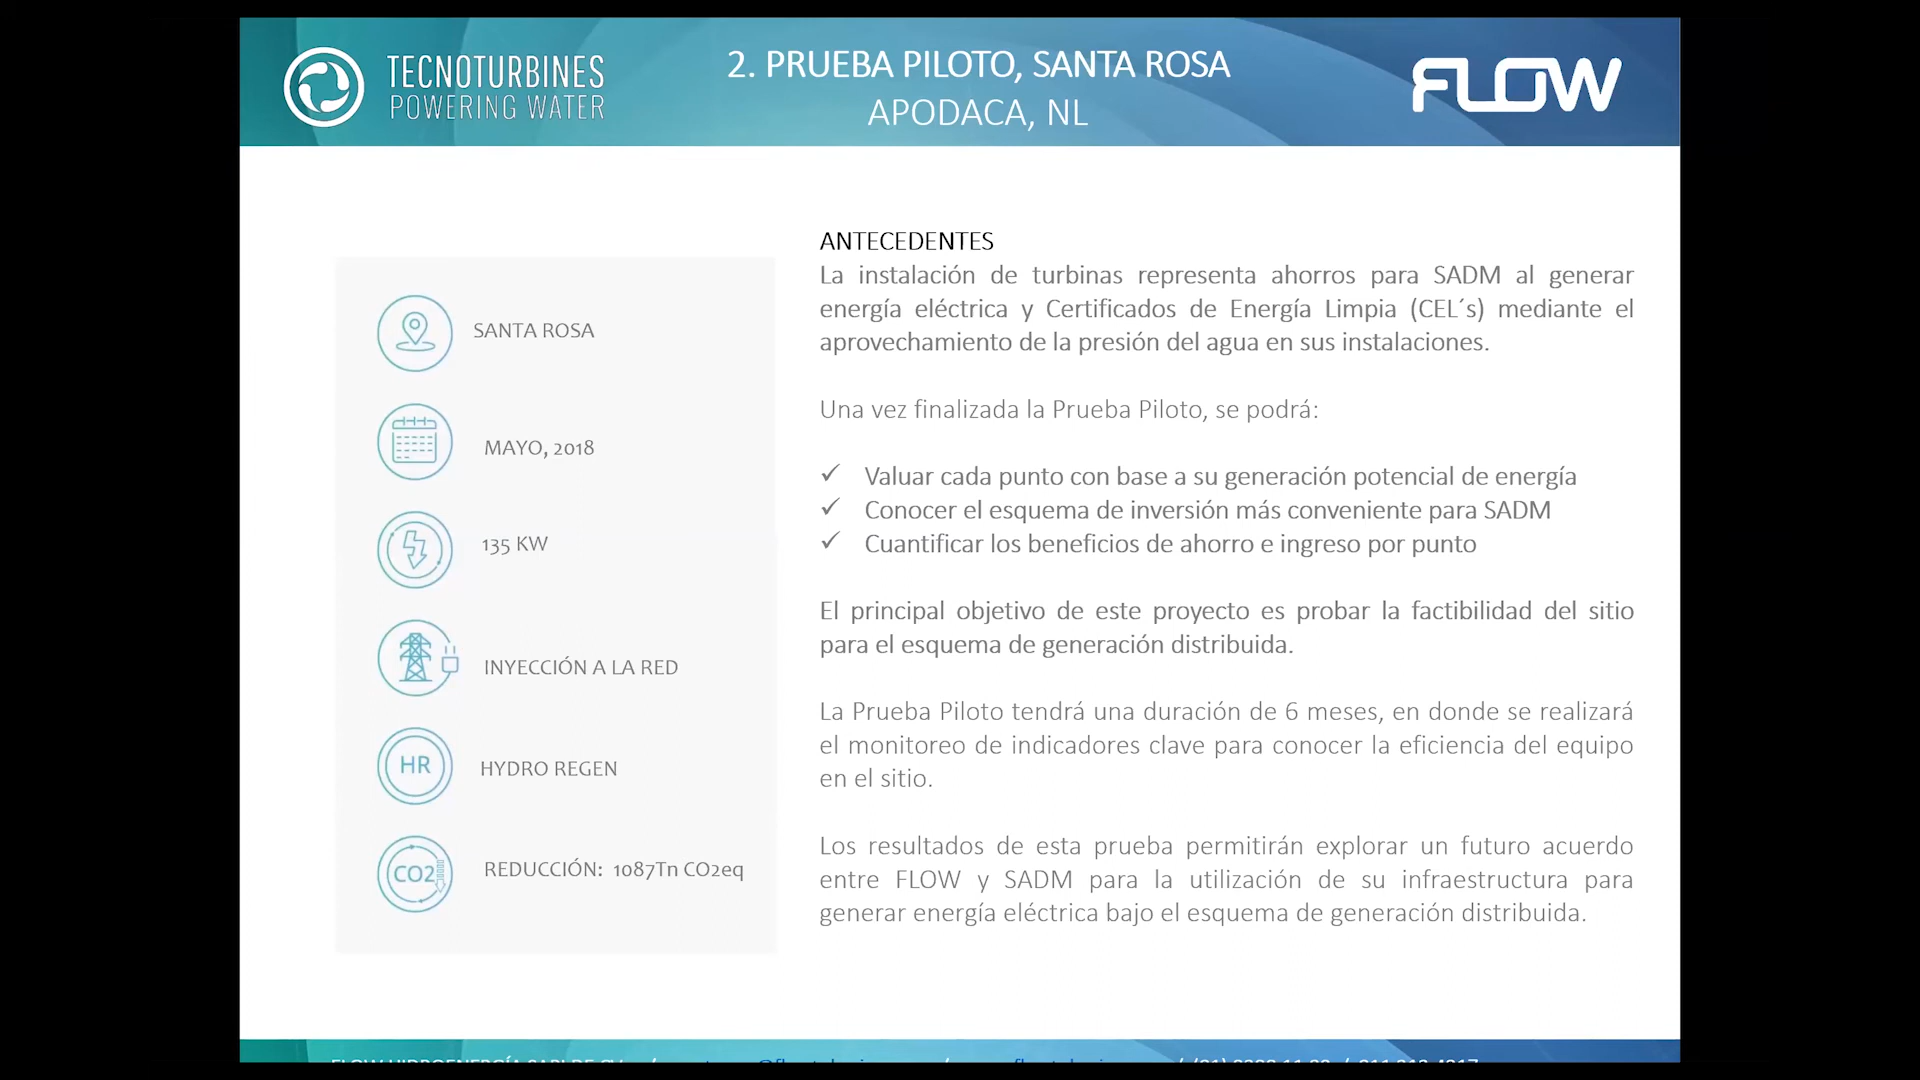 TECNOTURBINES
POWERING WATER
2. PRUEBA PILOTO, SANTA ROSA
APODACA, NL
FLOW
SANTA ROSA
MAYO, 2018
135 KW
INYECCIÓN A LA RED
HR
HYDRO REGEN
CO2
REDUCCIÓN: 1087Tn CO2eq
ANTECEDENTES
La instalación de turbinas representa ahorros para SADM al generar
energía eléctrica y Certificados de Energía Limpia (CEL´s) mediante el
aprovechamiento de la presión del agua en sus instalaciones.
Una vez finalizada la Prueba Piloto, se podrá:
✓ Valuar cada punto con base a su generación potencial de energía
✓ Conocer el esquema de inversión más conveniente para SADM
✓ Cuantificar los beneficios de ahorro e ingreso por punto
El principal objetivo de este proyecto es probar la factibilidad del sitio
para el esquema de generación distribuida.
La Prueba Piloto tendrá una duración de 6 meses, en donde se realizará
el monitoreo de indicadores clave para conocer la eficiencia del equipo
en el sitio.
Los resultados de esta prueba permitirán explorar un futuro acuerdo
entre FLOW y SADM para la utilización de su infraestructura para
generar energía eléctrica bajo el esquema de generación distribuida.
FLOW HIDROENERGÍA SAPI DE CV